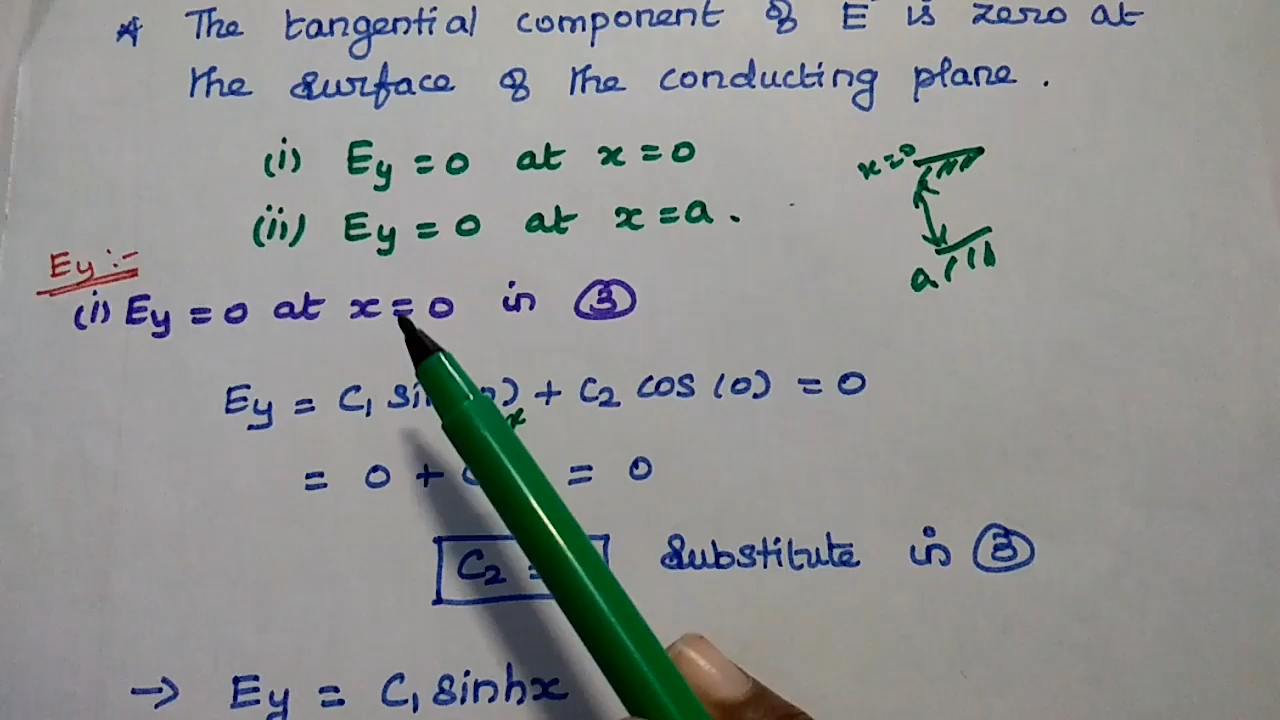 * The tangential component of E is zero at
the surface of the conducting plane.
(i) Ey = 0 at x = 0
(ii) Ey = 0 at x = a.
x=0
a
Ey :-
(i) Ey = 0 at x = 0 in ③
Ey = C₁ sin 0) + C₂ cos (0) = 0
x
= 0 + = 0
C₂ = Substitute in ③
→ Ey = C₁ sinhx